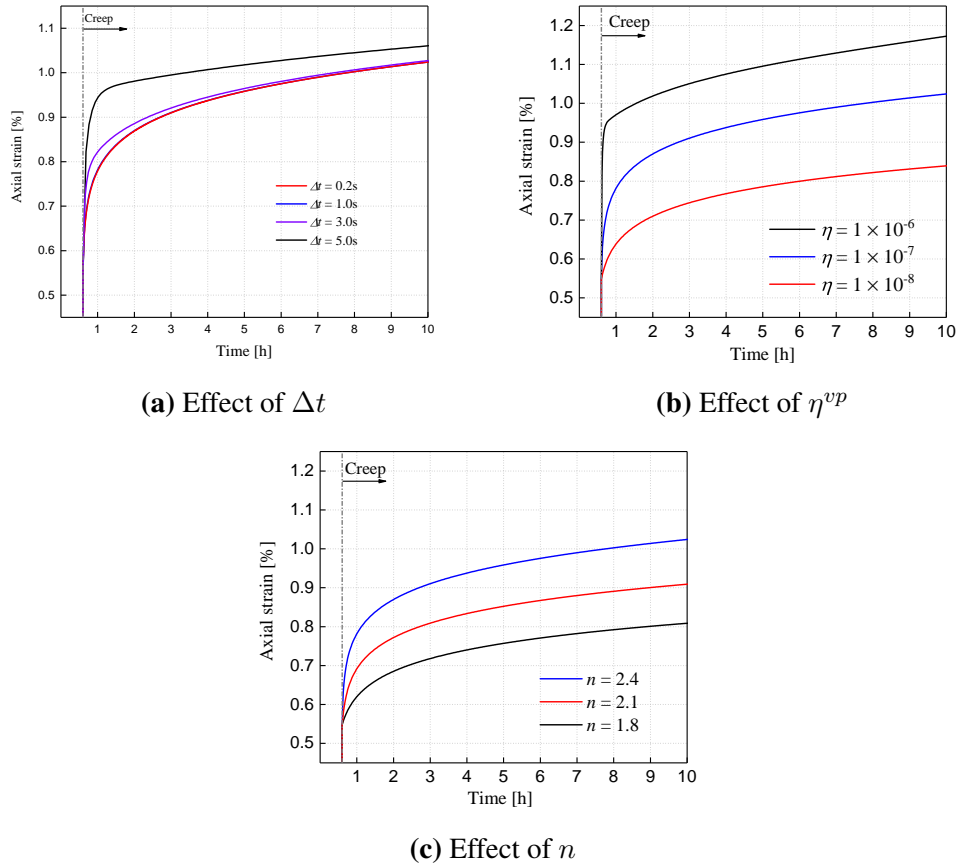 Creep
Axial strain [%]
1.1
1.0
0.9
0.8
0.7
0.6
0.5
Δt = 0.2s
Δt = 1.0s
Δt = 3.0s
Δt = 5.0s
1 2 3 4 5 6 7 8 9 10
Time [h]
(a) Effect of Δt
Creep
Axial strain [%]
1.2
1.1
1.0
0.9
0.8
0.7
0.6
0.5
η = 1 × 10⁻⁶
η = 1 × 10⁻⁷
η = 1 × 10⁻⁸
1 2 3 4 5 6 7 8 9 10
Time [h]
(b) Effect of η^{vp}
Creep
Axial strain [%]
1.2
1.1
1.0
0.9
0.8
0.7
0.6
0.5
n = 2.4
n = 2.1
n = 1.8
1 2 3 4 5 6 7 8 9 10
Time [h]
(c) Effect of n